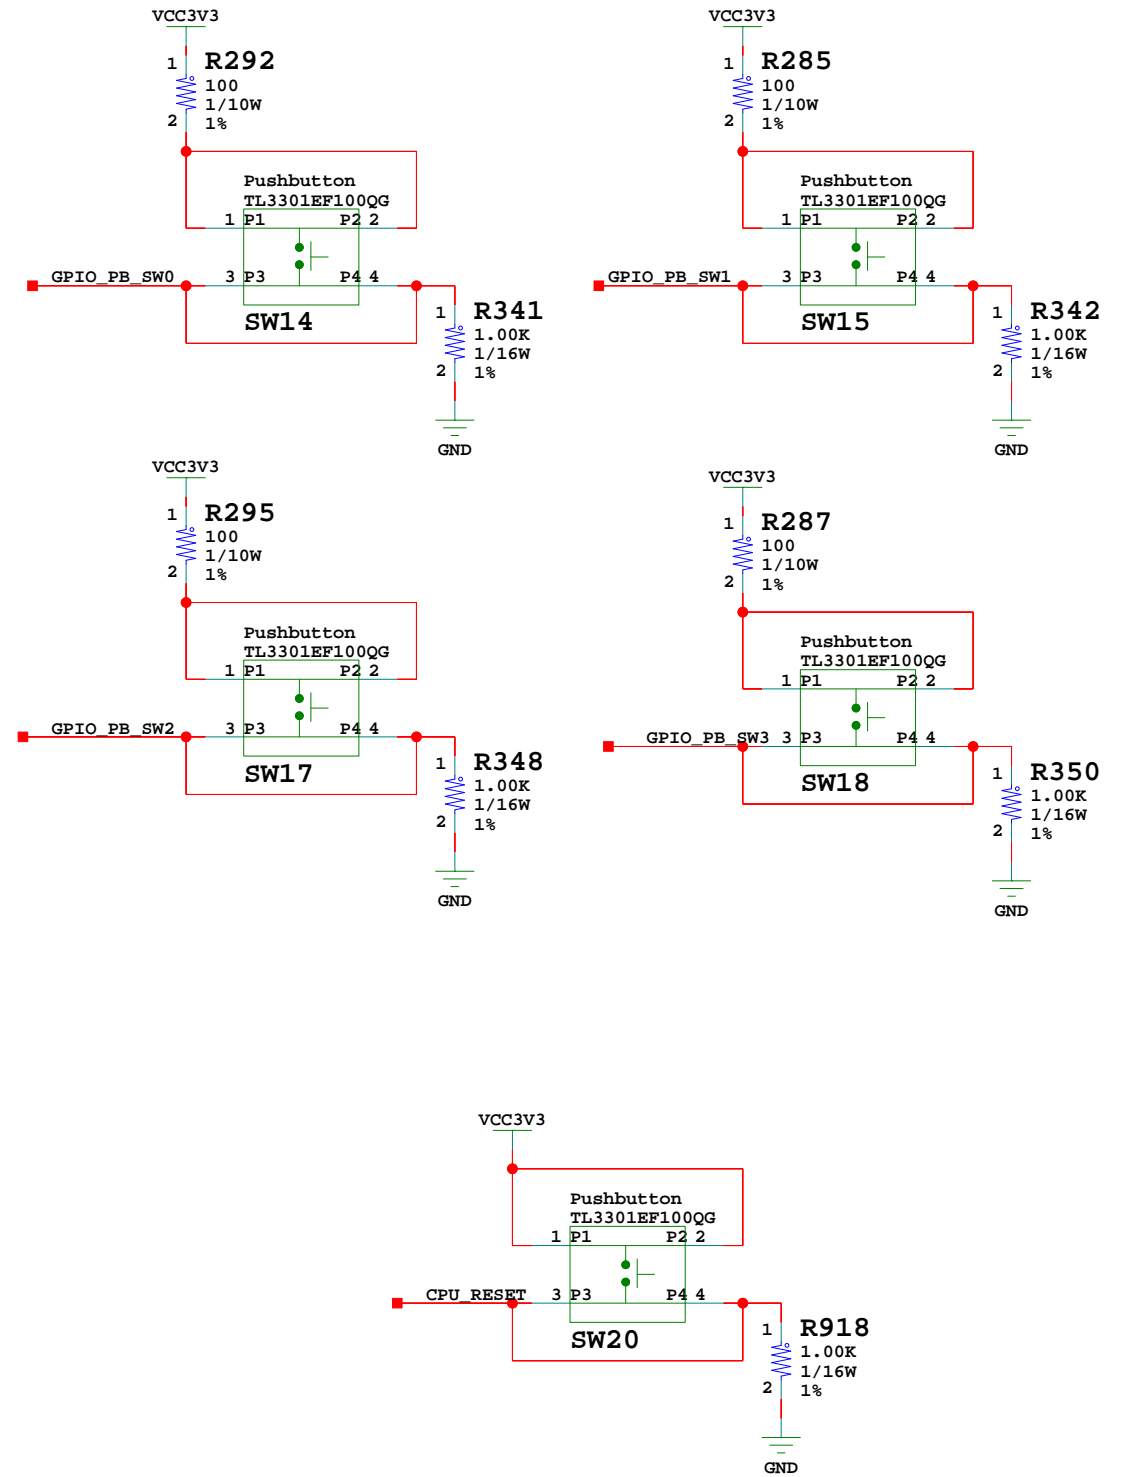 VCC3V3
1 R292
100
1/10W
2 1%
Pushbutton
TL3301EF100QG
1 P1 P2 2
GPIO_PB_SW0 3 P3 P4 4
SW14
1 R341
1.00K
1/16W
2 1%
GND
VCC3V3
1 R285
100
1/10W
2 1%
Pushbutton
TL3301EF100QG
1 P1 P2 2
GPIO_PB_SW1 3 P3 P4 4
SW15
1 R342
1.00K
1/16W
2 1%
GND
VCC3V3
1 R295
100
1/10W
2 1%
Pushbutton
TL3301EF100QG
1 P1 P2 2
GPIO_PB_SW2 3 P3 P4 4
SW17
1 R348
1.00K
1/16W
2 1%
GND
VCC3V3
1 R287
100
1/10W
2 1%
Pushbutton
TL3301EF100QG
1 P1 P2 2
GPIO_PB_SW3 3 P3 P4 4
SW18
1 R350
1.00K
1/16W
2 1%
GND
VCC3V3
Pushbutton
TL3301EF100QG
1 P1 P2 2
CPU_RESET 3 P3 P4 4
SW20
1 R918
1.00K
1/16W
2 1%
GND